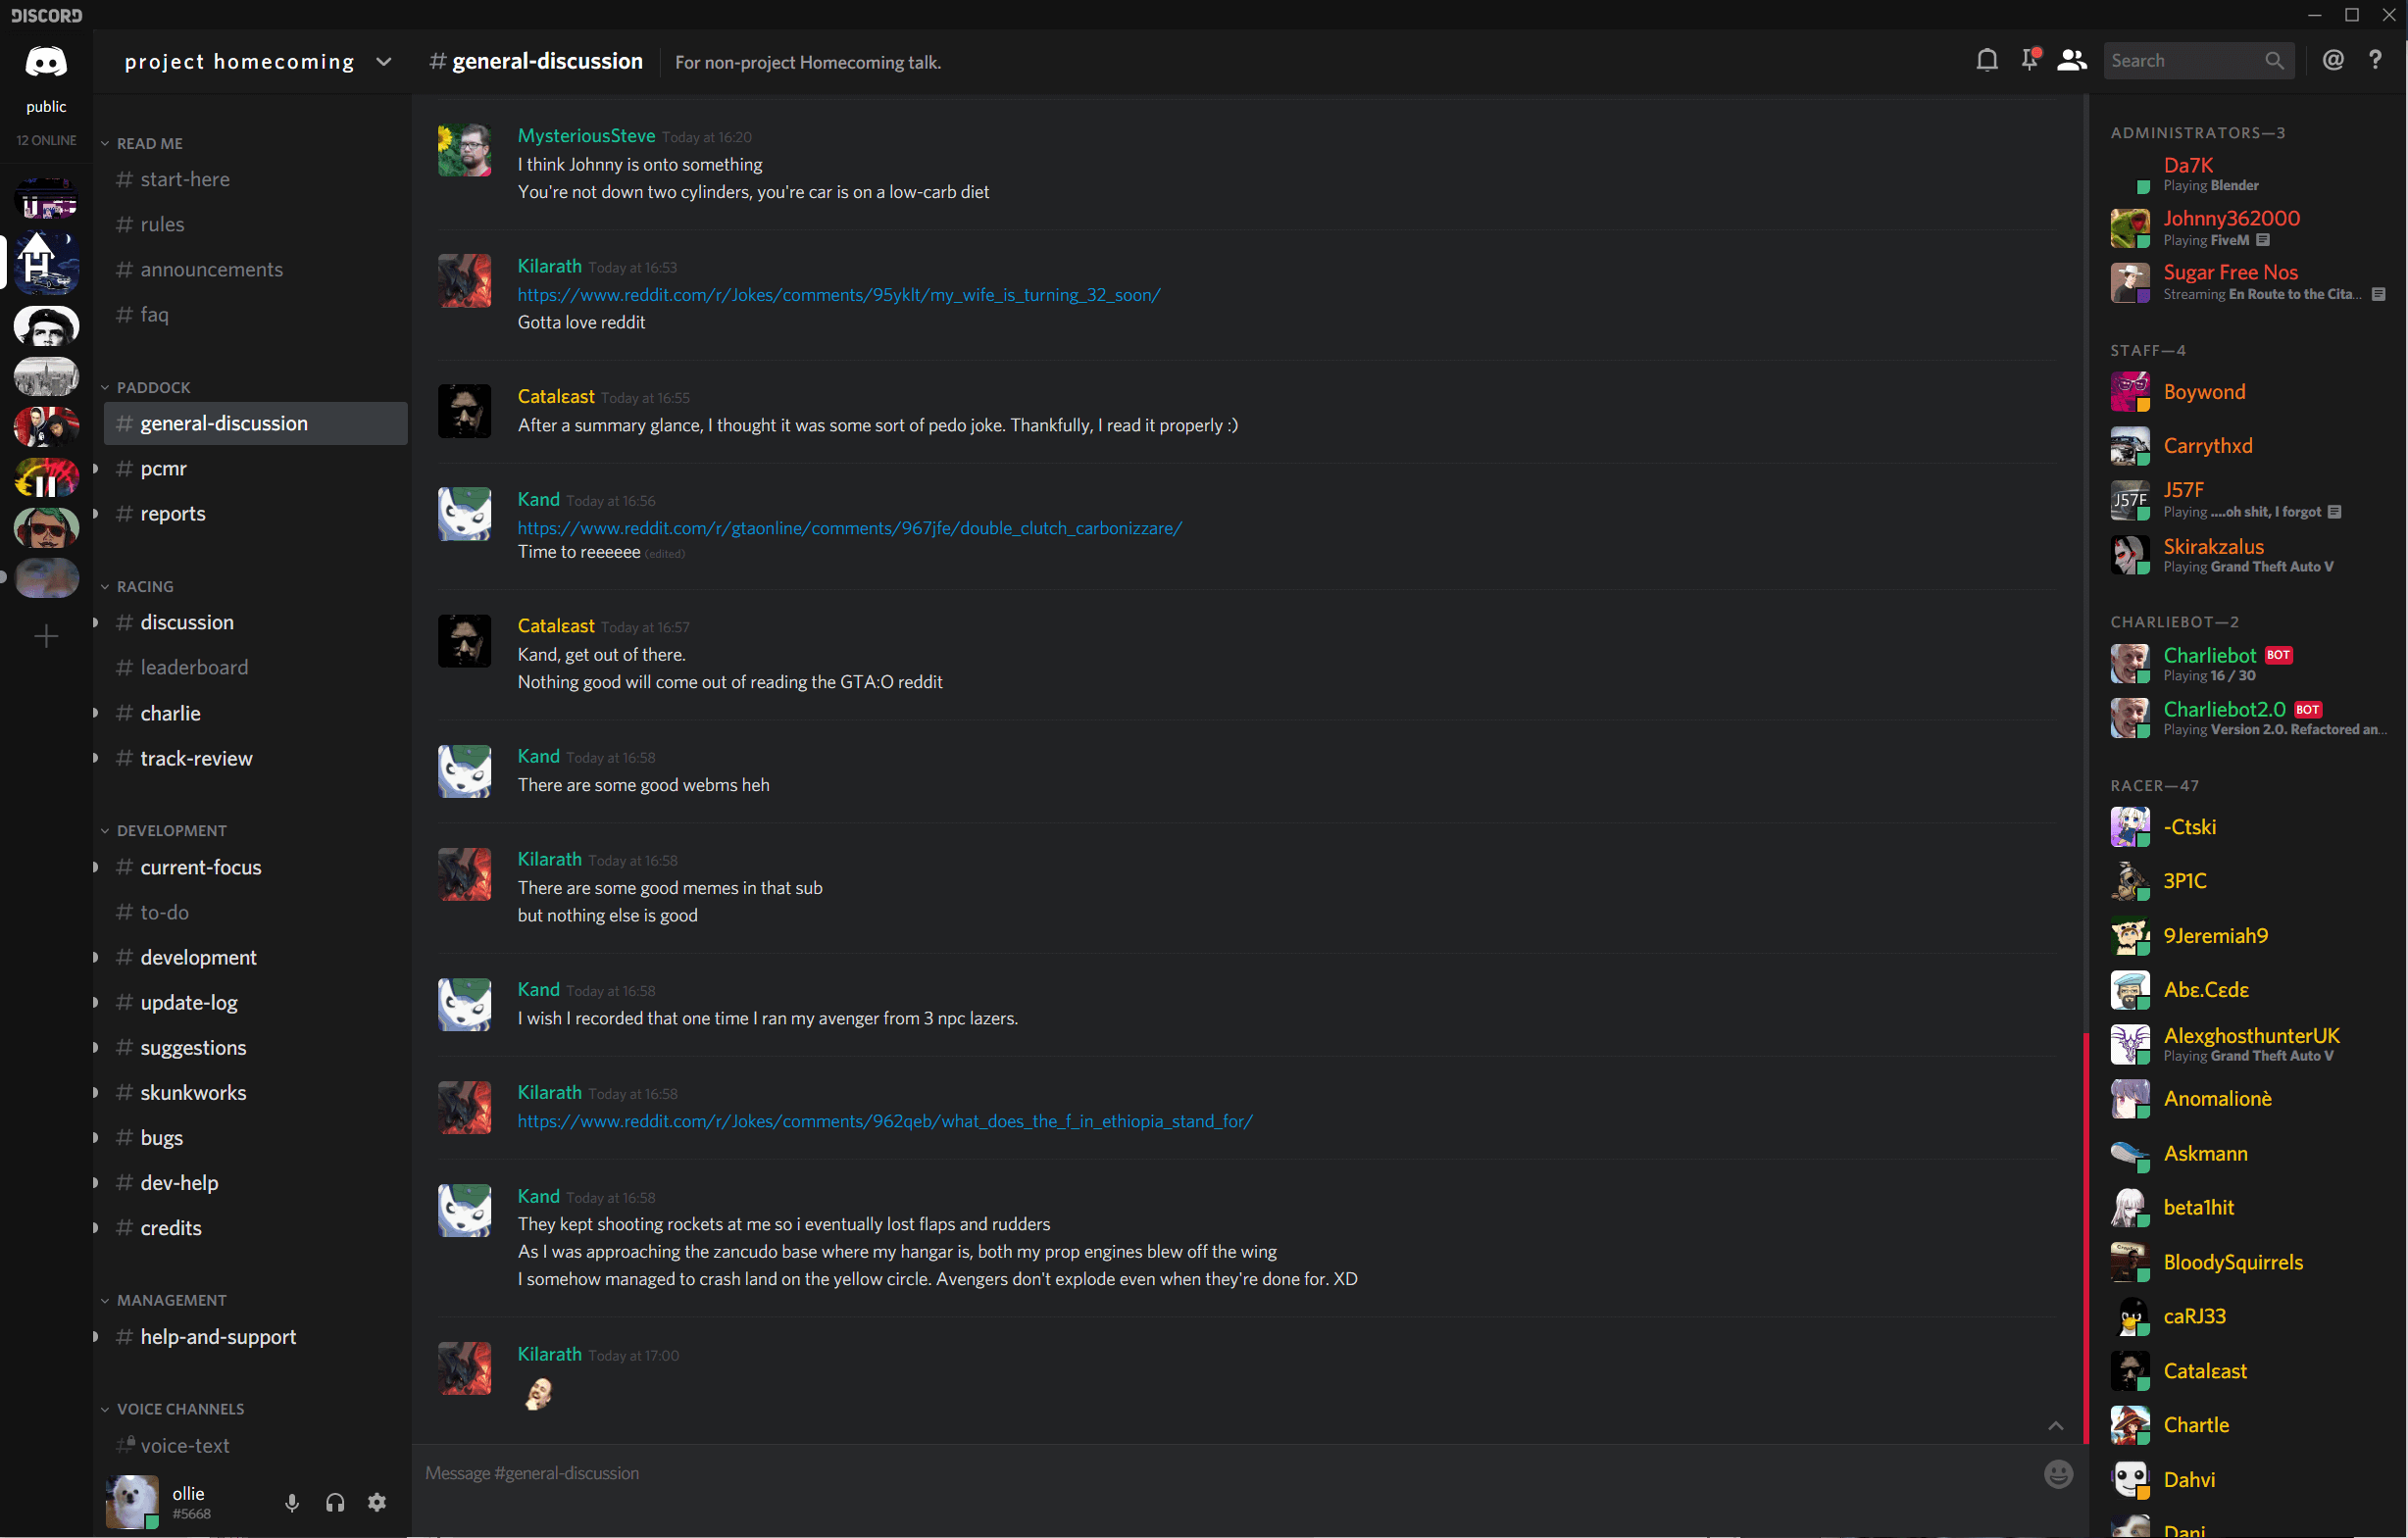 DISCORD
public
12 ONLINE
project homecoming
READ ME
# start-here
# rules
# announcements
# faq
PADDOCK
# general-discussion
# pcmr
# reports
RACING
# discussion
# leaderboard
# charlie
# track-review
DEVELOPMENT
# current-focus
# to-do
# development
# update-log
# suggestions
# skunkworks
# bugs
# dev-help
# credits
MANAGEMENT
# help-and-support
VOICE CHANNELS
# voice-text
ollie
#5668
# general-discussion For non-project Homecoming talk.
Search @ ?
MysteriousSteve Today at 16:20
I think Johnny is onto something
You're not down two cylinders, you're car is on a low-carb diet
Kilarath Today at 16:53
https://www.reddit.com/r/Jokes/comments/95yklt/my_wife_is_turning_32_soon/
Gotta love reddit
Catalεast Today at 16:55
After a summary glance, I thought it was some sort of pedo joke. Thankfully, I read it properly :)
Kand Today at 16:56
https://www.reddit.com/r/gtaonline/comments/967jfe/double_clutch_carbonizzare/
Time to reeeeee (edited)
Catalεast Today at 16:57
Kand, get out of there.
Nothing good will come out of reading the GTA:O reddit
Kand Today at 16:58
There are some good webms heh
Kilarath Today at 16:58
There are some good memes in that sub
but nothing else is good
Kand Today at 16:58
I wish I recorded that one time I ran my avenger from 3 npc lazers.
Kilarath Today at 16:58
https://www.reddit.com/r/Jokes/comments/962qeb/what_does_the_f_in_ethiopia_stand_for/
Kand Today at 16:58
They kept shooting rockets at me so i eventually lost flaps and rudders
As I was approaching the zancudo base where my hangar is, both my prop engines blew off the wing
I somehow managed to crash land on the yellow circle. Avengers don't explode even when they're done for. XD
Kilarath Today at 17:00
Message #general-discussion
ADMINISTRATORS—3
Da7K
Playing Blender
Johnny362000
Playing FiveM
Sugar Free Nos
Streaming En Route to the Cita...
STAFF—4
Boywond
Carrythxd
J57F
J57F
Playing ....oh shit, I forgot
Skirakzalus
Playing Grand Theft Auto V
CHARLIEBOT—2
Charliebot BOT
Playing 16 / 30
Charliebot2.0 BOT
Playing Version 2.0. Refactored an...
RACER—47
-Ctski
3P1C
9Jeremiah9
Abε.Cεdε
AlexghosthunterUK
Playing Grand Theft Auto V
Anomalionè
Askmann
beta1hit
BloodySquirrels
caRJ33
Catalεast
Chartle
Dahvi
Dani